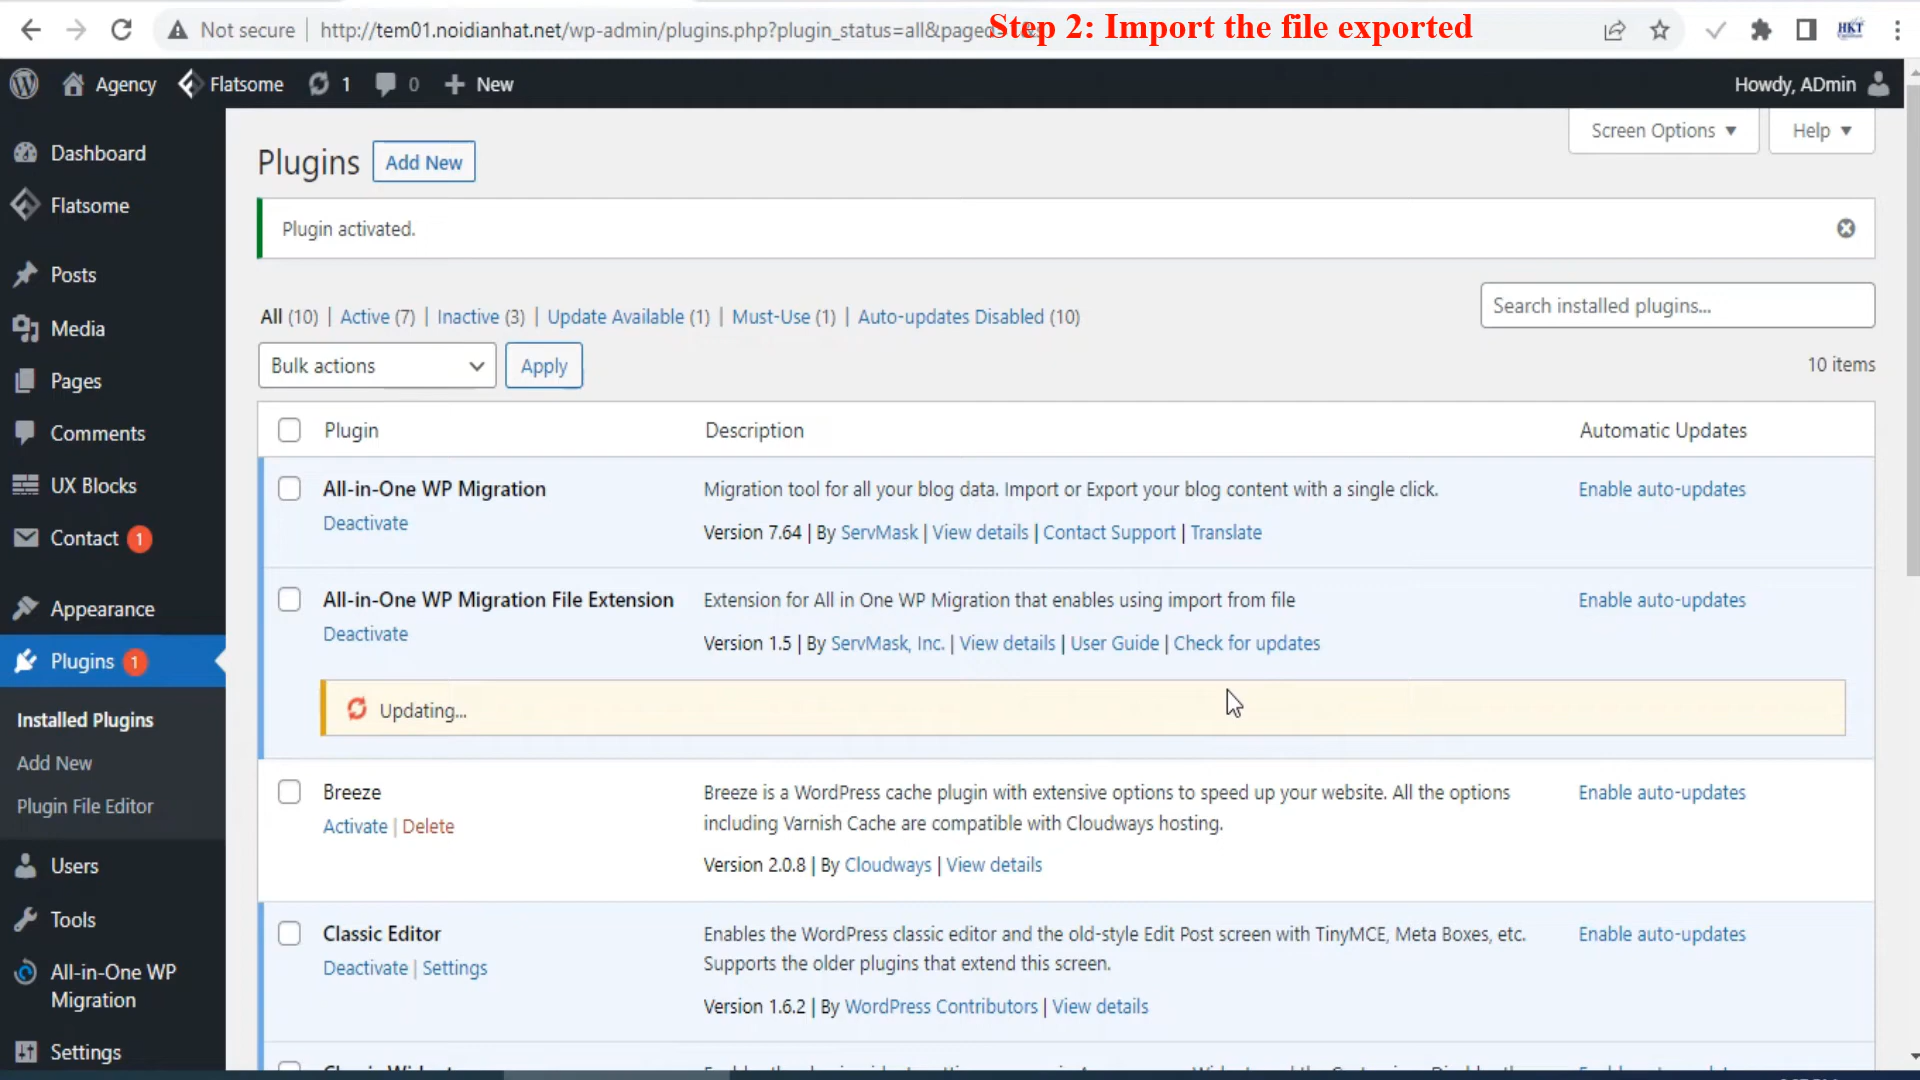 Not secure http://tem01.noidianhat.net/wp-admin/plugins.php?plugin_status=all&paged
Step 2: Import the file exported
HKT
Agency Flatsome 1 0 New Howdy, ADmin
Dashboard
Flatsome
Posts
Media
Pages
Comments
UX Blocks
Contact 1
Appearance
Plugins 1
Installed Plugins
Add New
Plugin File Editor
Users
Tools
All-in-One WP
Migration
Settings
Screen Options Help
Plugins Add New
Plugin activated.
All (10) | Active (7) | Inactive (3) | Update Available (1) | Must-Use (1) | Auto-updates Disabled (10)
Search installed plugins...
Bulk actions Apply 10 items
Plugin Description Automatic Updates
All-in-One WP Migration Migration tool for all your blog data. Import or Export your blog content with a single click. Enable auto-updates
Deactivate
Version 7.64 | By ServMask | View details | Contact Support | Translate
All-in-One WP Migration File Extension Extension for All in One WP Migration that enables using import from file Enable auto-updates
Deactivate
Version 1.5 | By ServMask, Inc. | View details | User Guide | Check for updates
Updating...
Breeze Breeze is a WordPress cache plugin with extensive options to speed up your website. All the options Enable auto-updates
Activate | Delete including Varnish Cache are compatible with Cloudways hosting.
Version 2.0.8 | By Cloudways | View details
Classic Editor Enables the WordPress classic editor and the old-style Edit Post screen with TinyMCE, Meta Boxes, etc. Enable auto-updates
Deactivate | Settings Supports the older plugins that extend this screen.
Version 1.6.2 | By WordPress Contributors | View details